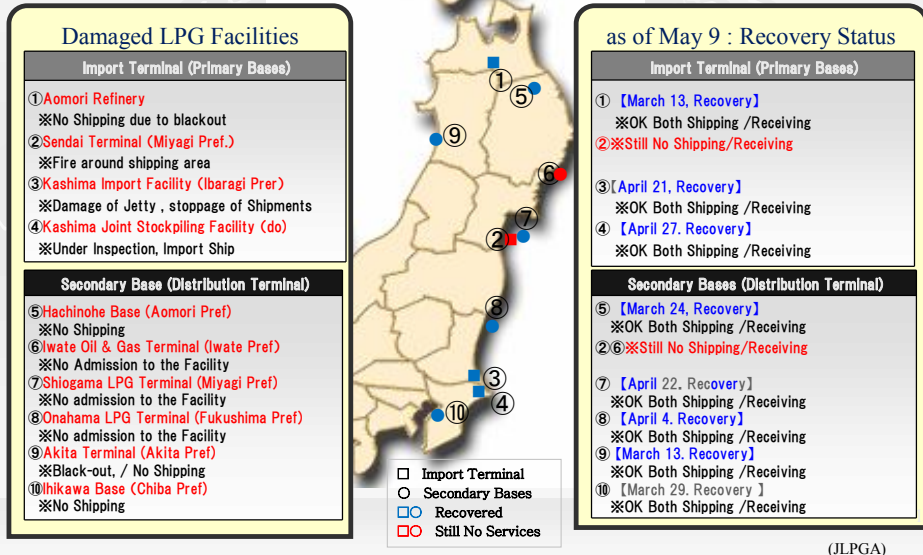 Damaged LPG Facilities
Import Terminal (Primary Bases)
①Aomori Refinery
※No Shipping due to blackout
②Sendai Terminal (Miyagi Pref.)
※Fire around shipping area
③Kashima Import Facility (Ibaragi Prer)
※Damage of Jetty , stoppage of Shipments
④Kashima Joint Stockpiling Facility (do)
※Under Inspection, Import Ship
Secondary Base (Distribution Terminal)
⑤Hachinohe Base (Aomori Pref)
※No Shipping
⑥Iwate Oil & Gas Terminal (Iwate Pref)
※No Admission to the Facility
⑦Shiogama LPG Terminal (Miyagi Pref)
※No admission to the Facility
⑧Onahama LPG Terminal (Fukushima Pref)
※No admission to the Facility
⑨Akita Terminal (Akita Pref)
※Black-out, / No Shipping
⑩Ihikawa Base (Chiba Pref)
※No Shipping
①
⑤
⑨
⑥
⑦
②
⑧
③
④
⑩
□ Import Terminal
○ Secondary Bases
□○ Recovered
□○ Still No Services
as of May 9 : Recovery Status
Import Terminal (Primary Bases)
① 【March 13, Recovery】
※OK Both Shipping /Receiving
②※Still No Shipping/Receiving
③【April 21, Recovery】
※OK Both Shipping /Receiving
④ 【April 27. Recovery】
※OK Both Shipping /Receiving
Secondary Bases (Distribution Terminal)
⑤ 【March 24, Recovery】
※OK Both Shipping /Receiving
②⑥※Still No Shipping/Receiving
⑦ 【April 22. Recovery】
※OK Both Shipping /Receiving
⑧ 【April 4. Recovery】
※OK Both Shipping /Receiving
⑨【March 13. Recovery】
※OK Both Shipping /Receiving
⑩ 【March 29. Recovery 】
※OK Both Shipping /Receiving
(JLPGA)